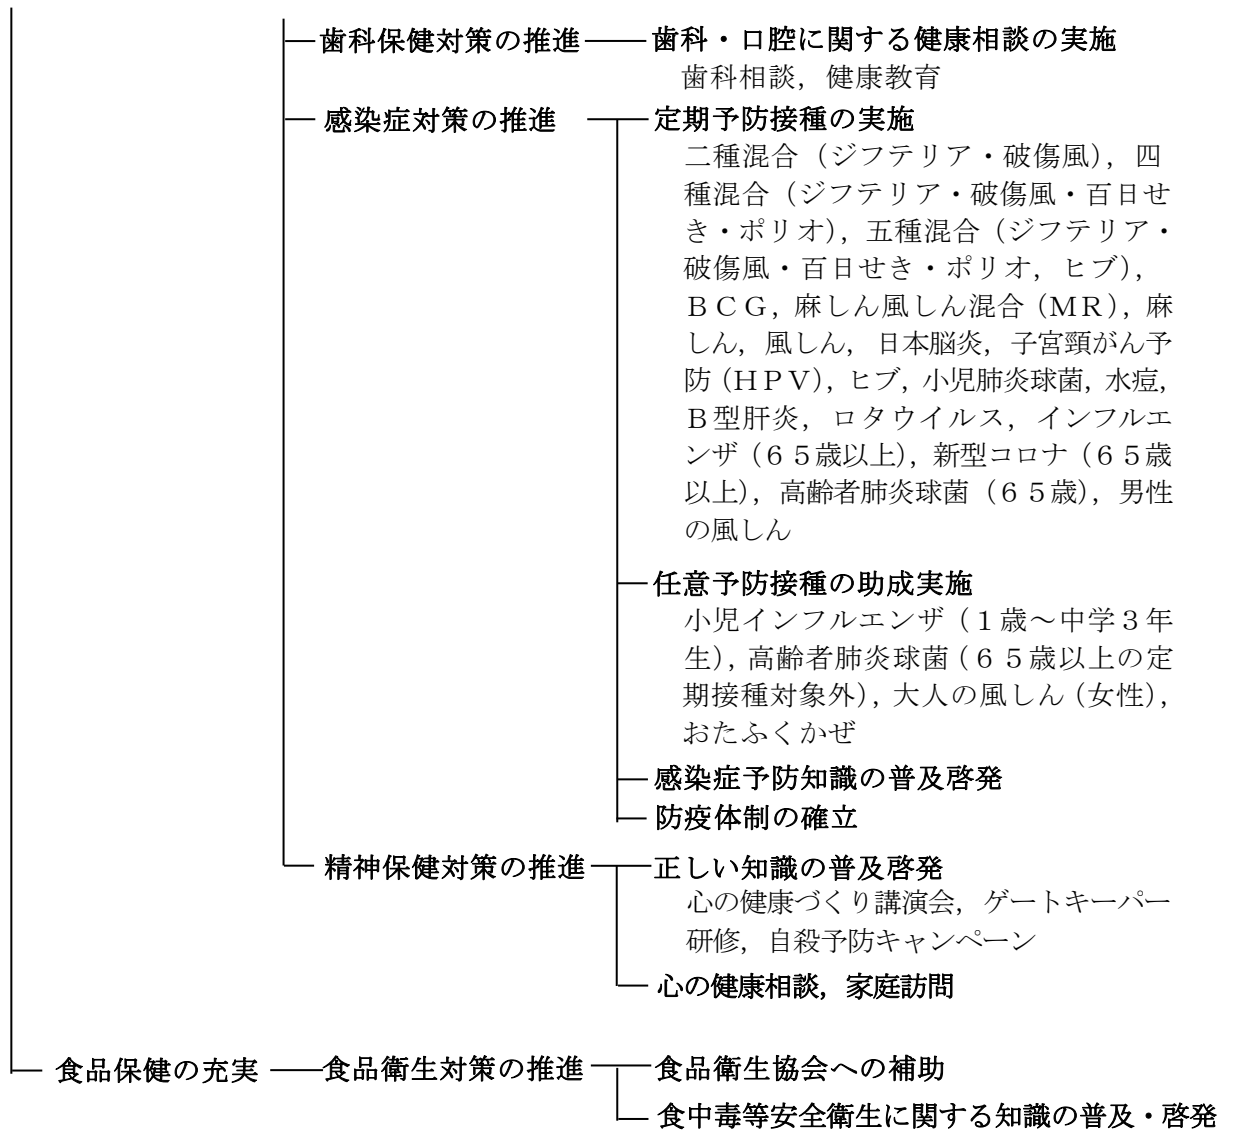 歯科保健対策の推進 歯科・口腔に関する健康相談の実施
歯科相談，健康教育
感染症対策の推進 定期予防接種の実施
二種混合（ジフテリア・破傷風），四
種混合（ジフテリア・破傷風・百日せ
き・ポリオ），五種混合（ジフテリア・
破傷風・百日せき・ポリオ，ヒブ），
ＢＣＧ，麻しん風しん混合（ＭＲ），麻
しん，風しん，日本脳炎，子宮頸がん予
防（ＨＰＶ），ヒブ，小児肺炎球菌，水痘，
Ｂ型肝炎，ロタウイルス，インフルエ
ンザ（６５歳以上），新型コロナ（６５歳
以上），高齢者肺炎球菌（６５歳），男性
の風しん
任意予防接種の助成実施
小児インフルエンザ（１歳～中学３年
生），高齢者肺炎球菌（６５歳以上の定
期接種対象外），大人の風しん（女性），
おたふくかぜ
感染症予防知識の普及啓発
防疫体制の確立
精神保健対策の推進 正しい知識の普及啓発
心の健康づくり講演会，ゲートキーパー
研修，自殺予防キャンペーン
心の健康相談，家庭訪問
食品保健の充実 食品衛生対策の推進 食品衛生協会への補助
食中毒等安全衛生に関する知識の普及・啓発